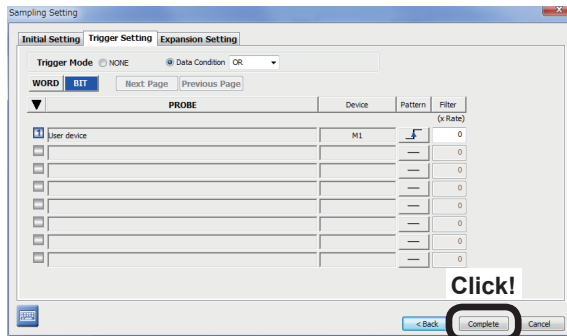 Sampling Setting
Initial Setting Trigger Setting Expansion Setting
Trigger Mode NONE Data Condition OR
WORD BIT Next Page Previous Page
PROBE Device Pattern Filter
(x Rate)
1 User device M1 0
0
0
0
0
0
0
0
Click!
< Back Complete Cancel